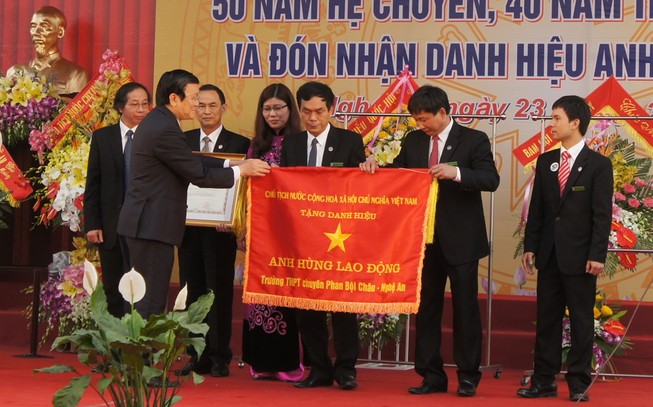 50 NĂM HỆ CHUYÊN, 40 NĂM
VÀ ĐÓN NHẬN DANH HIỆU ANH
ngày 23
CHỦ TỊCH NƯỚC CỘNG HOÀ XÃ HỘI CHỦ NGHĨA VIỆT NAM
TẶNG DANH HIỆU
ANH HÙNG LAO ĐỘNG
Trường THPT chuyên Phan Bội Châu - Nghệ An